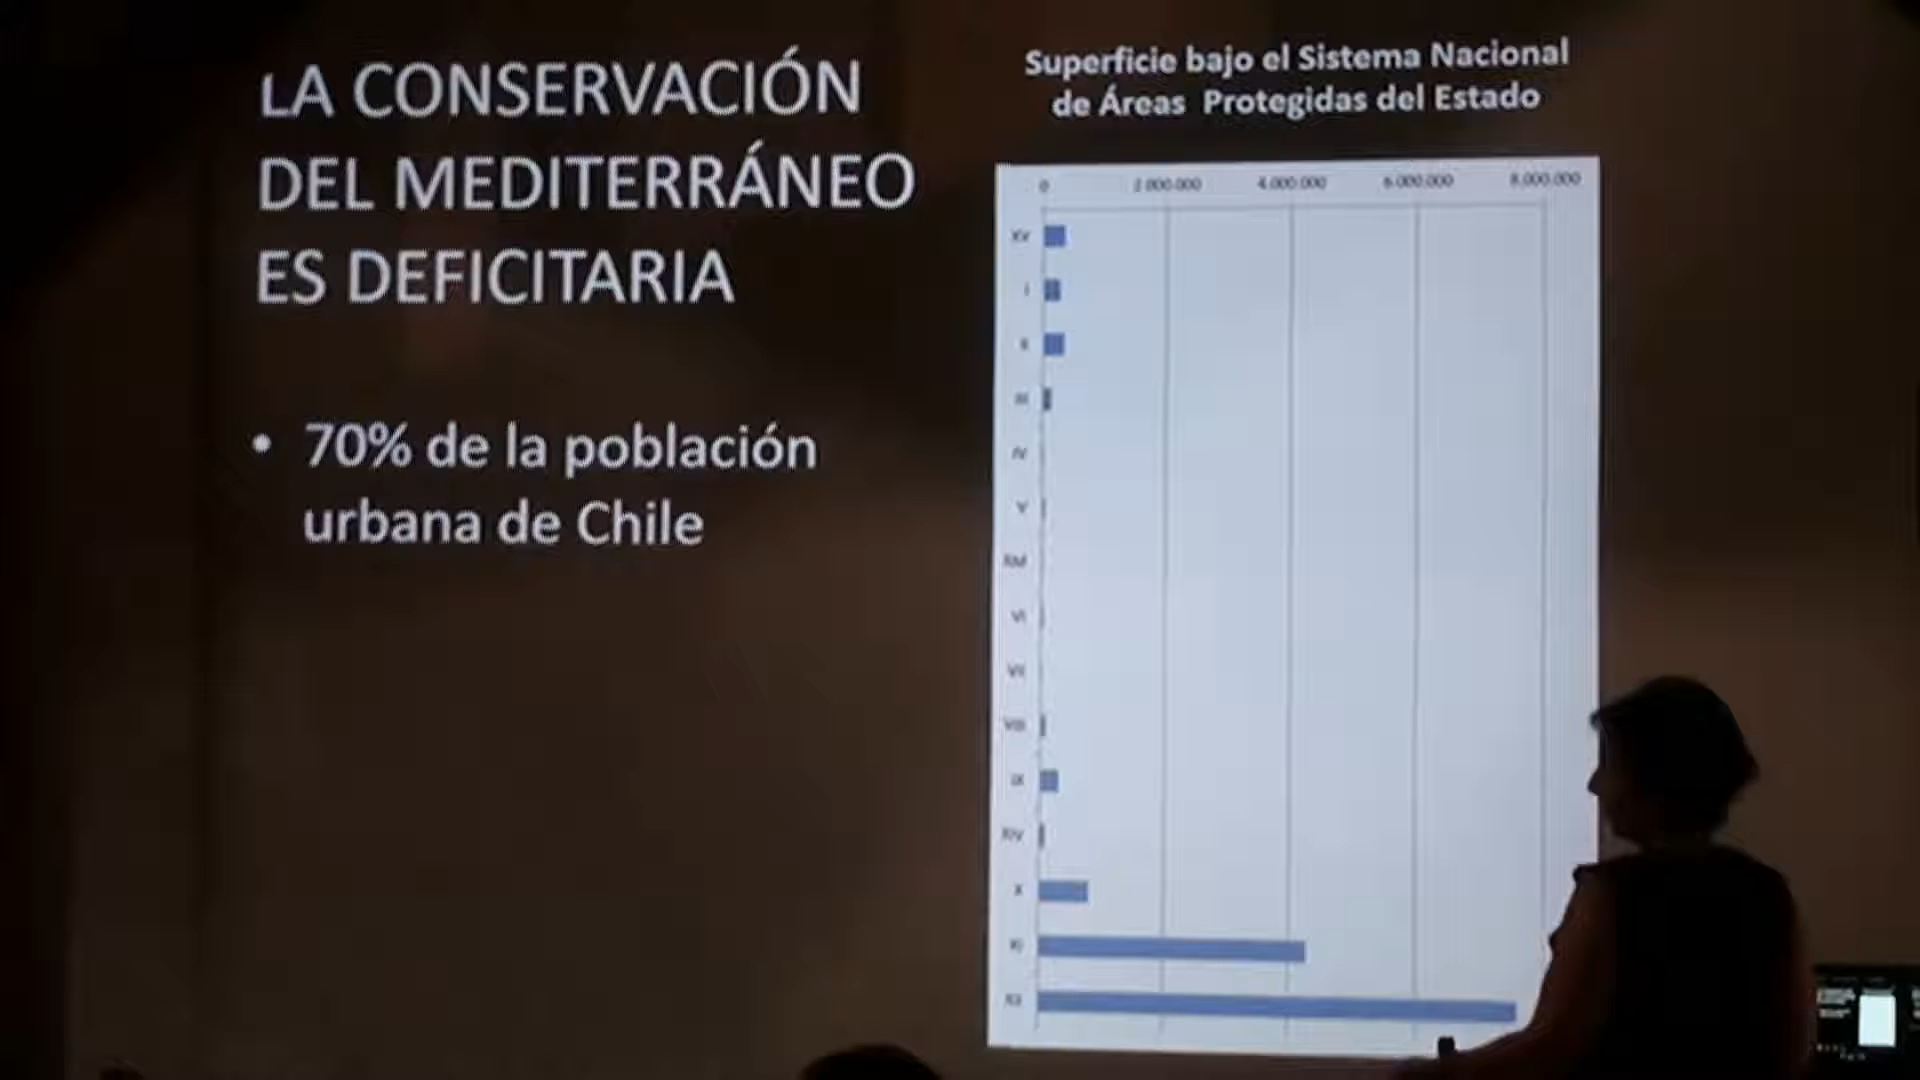 LA CONSERVACIÓN
DEL MEDITERRÁNEO
ES DEFICITARIA
• 70% de la población
urbana de Chile
Superficie bajo el Sistema Nacional
de Áreas Protegidas del Estado
0 2.000.000 4.000.000 6.000.000 8.000.000
XV
I
II
III
IV
V
RM
VI
VII
VIII
IX
XIV
X
XI
XII